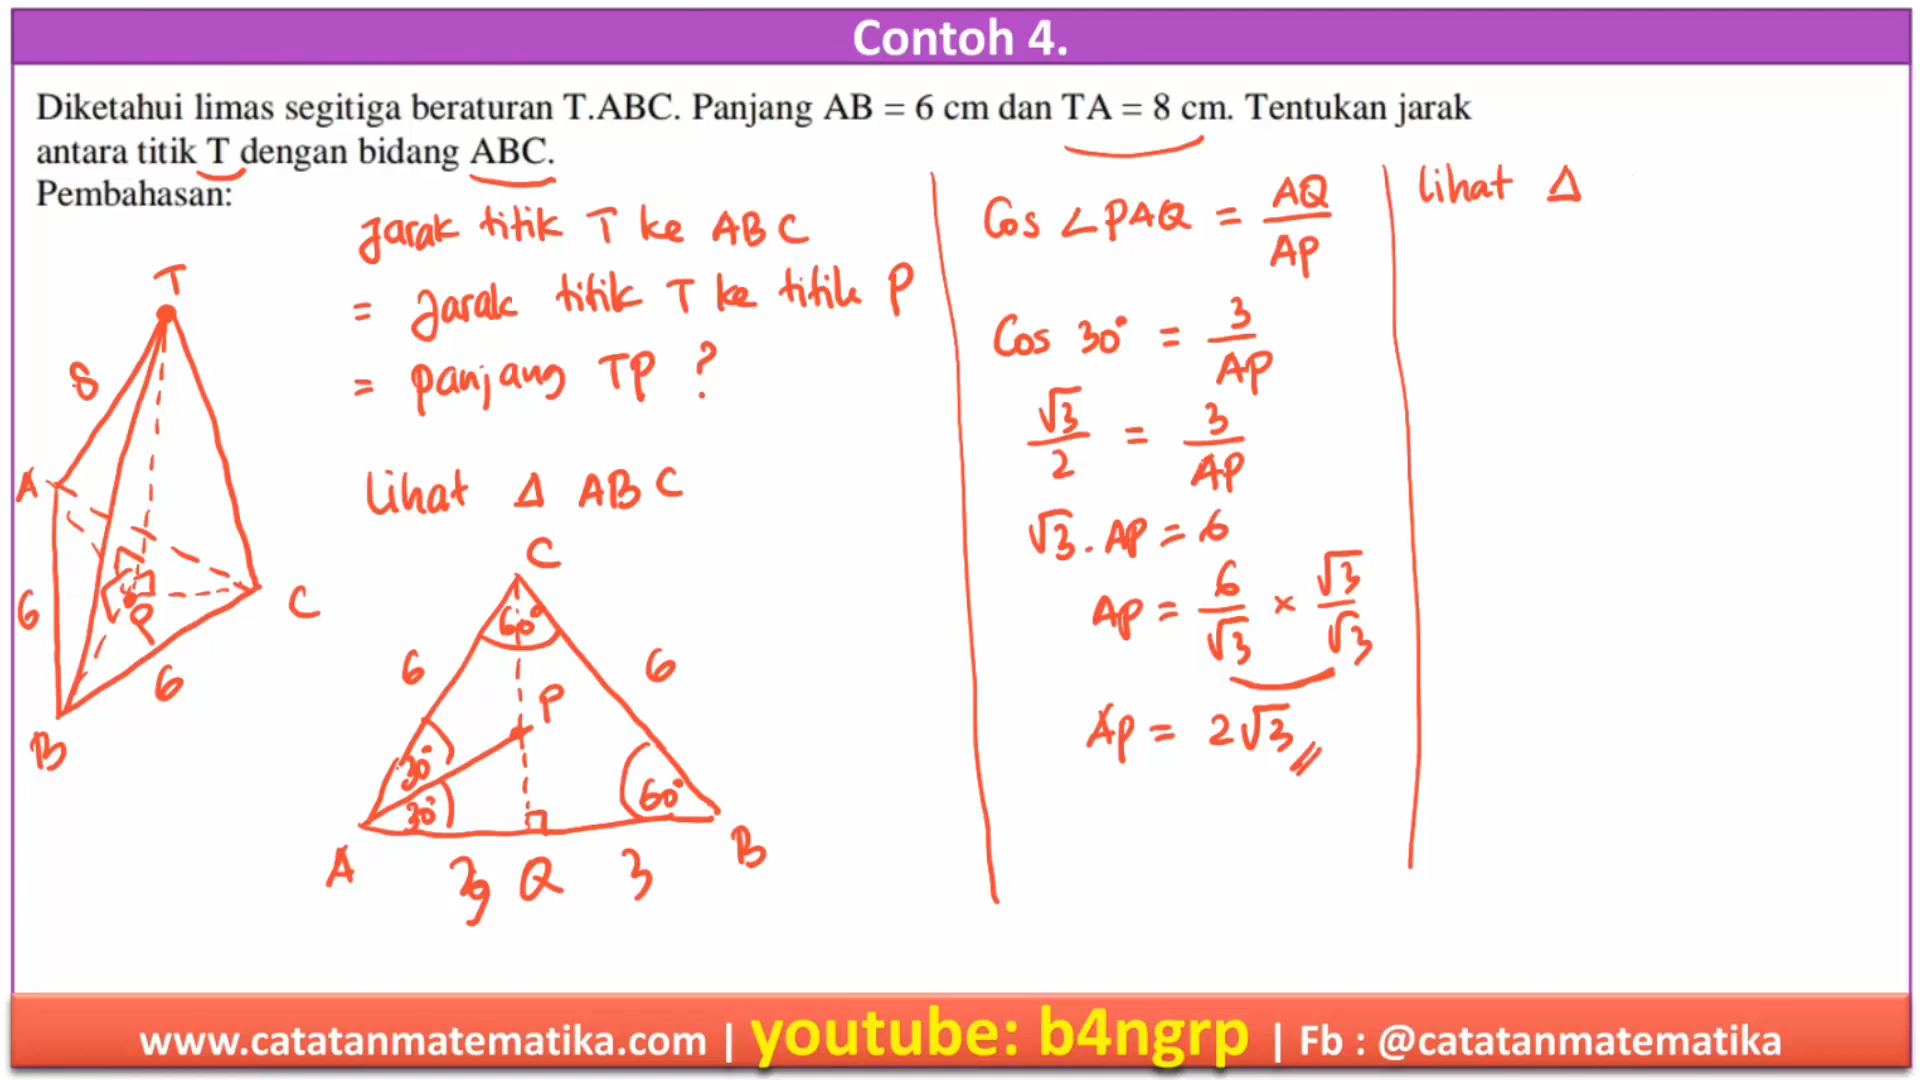 Contoh 4.
Diketahui limas segitiga beraturan T.ABC. Panjang AB = 6 cm dan TA = 8 cm. Tentukan jarak
antara titik T dengan bidang ABC.
Pembahasan:
Jarak titik T ke ABC
= Jarak titik T ke titik P
= panjang TP ?
T
8
A
6
P
C
6
B
Lihat Δ ABC
C
60°
6
6
P
30°
30°
60°
A
3
Q
3
B
Cos ∠PAQ = AQ/AP
Cos 30° = 3/AP
√3/2 = 3/AP
√3 . AP = 6
AP = 6/√3 × √3/√3
AP = 2√3 //
Lihat Δ
www.catatanmatematika.com | youtube: b4ngrp | Fb : @catatanmatematika